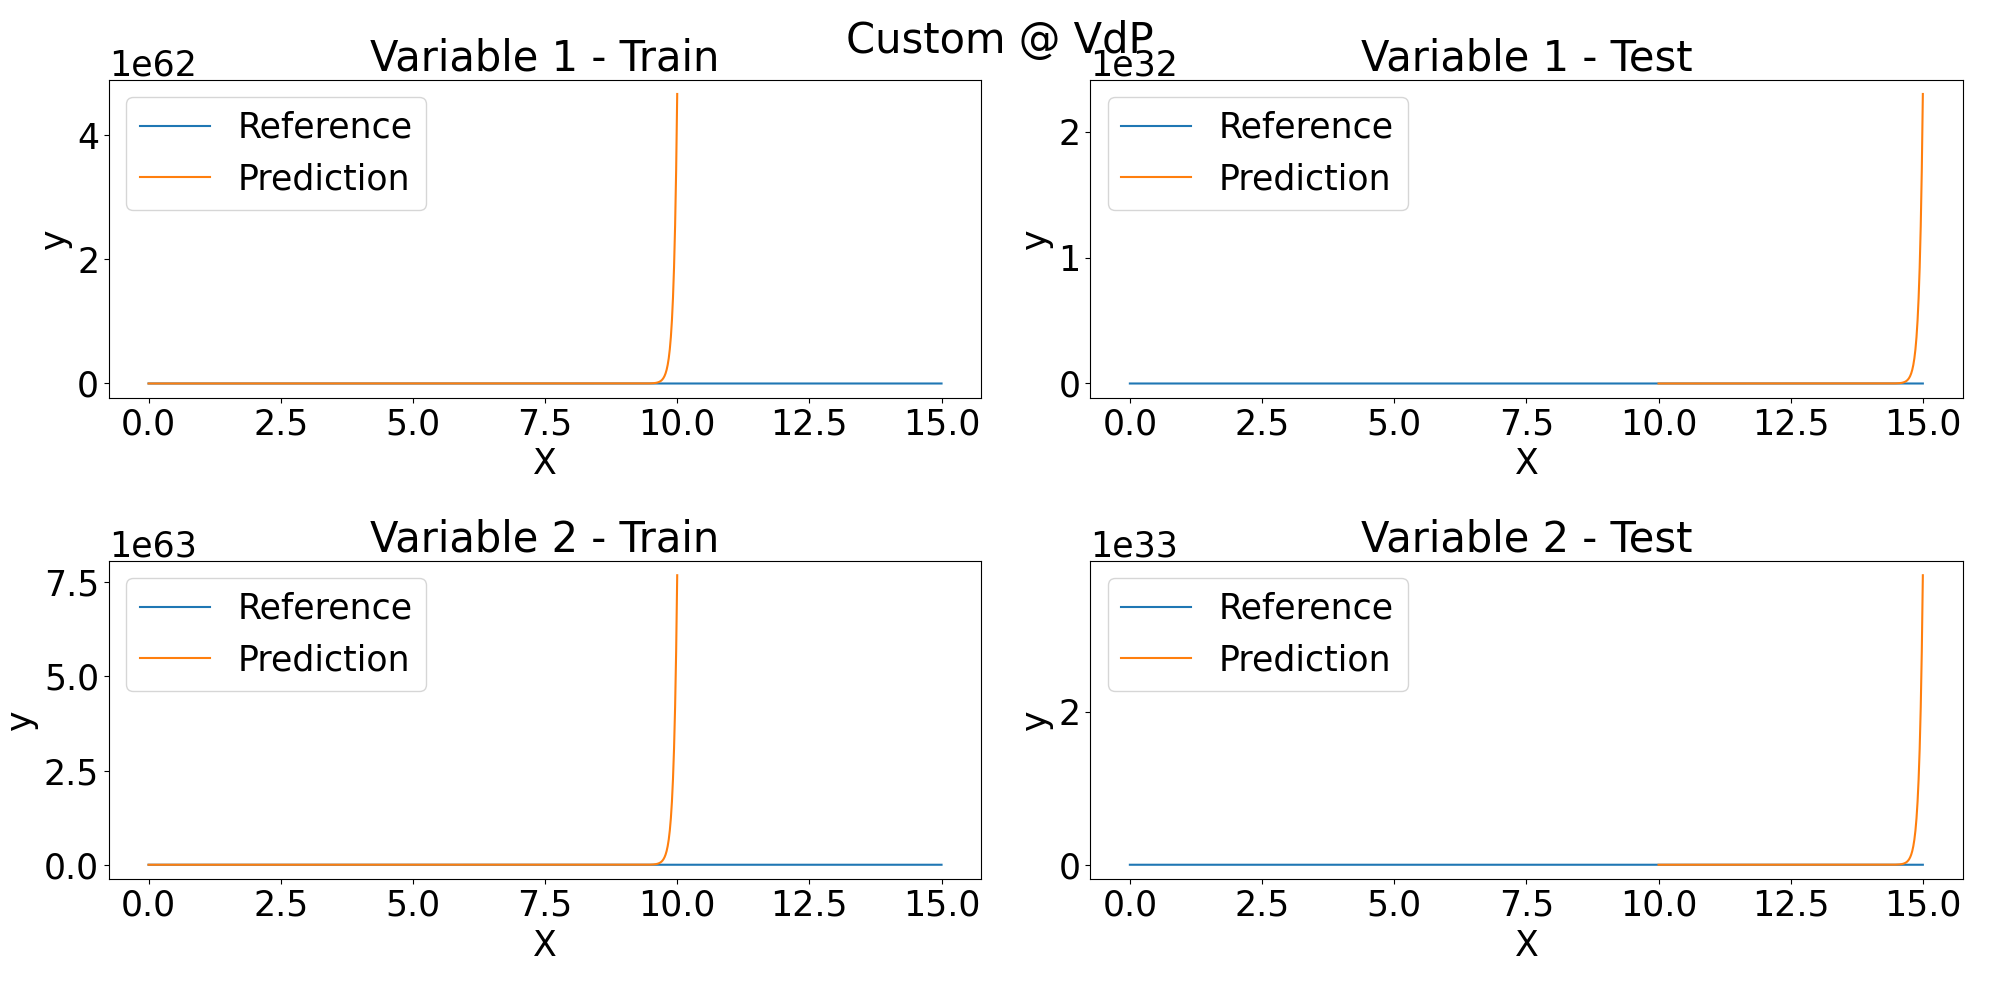 Custom @ VdP
Variable 1 - Train
1e62
Reference
Prediction
y
4
2
0
0.0 2.5 5.0 7.5 10.0 12.5 15.0
X
Variable 1 - Test
1e32
Reference
Prediction
y
2
1
0
0.0 2.5 5.0 7.5 10.0 12.5 15.0
X
Variable 2 - Train
1e63
Reference
Prediction
y
7.5
5.0
2.5
0.0
0.0 2.5 5.0 7.5 10.0 12.5 15.0
X
Variable 2 - Test
1e33
Reference
Prediction
y
2
0
0.0 2.5 5.0 7.5 10.0 12.5 15.0
X